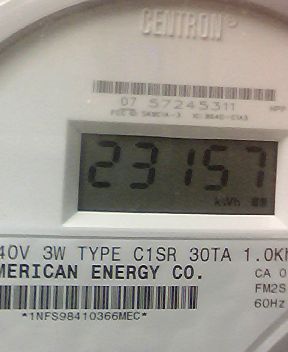 CENTRON®
07 57245311
23157
kWh
40V 3W TYPE C1SR 30TA 1.0Kh
MERICAN ENERGY CO.
CA 0
FM2S
60Hz
*1NFS98410366MEC*